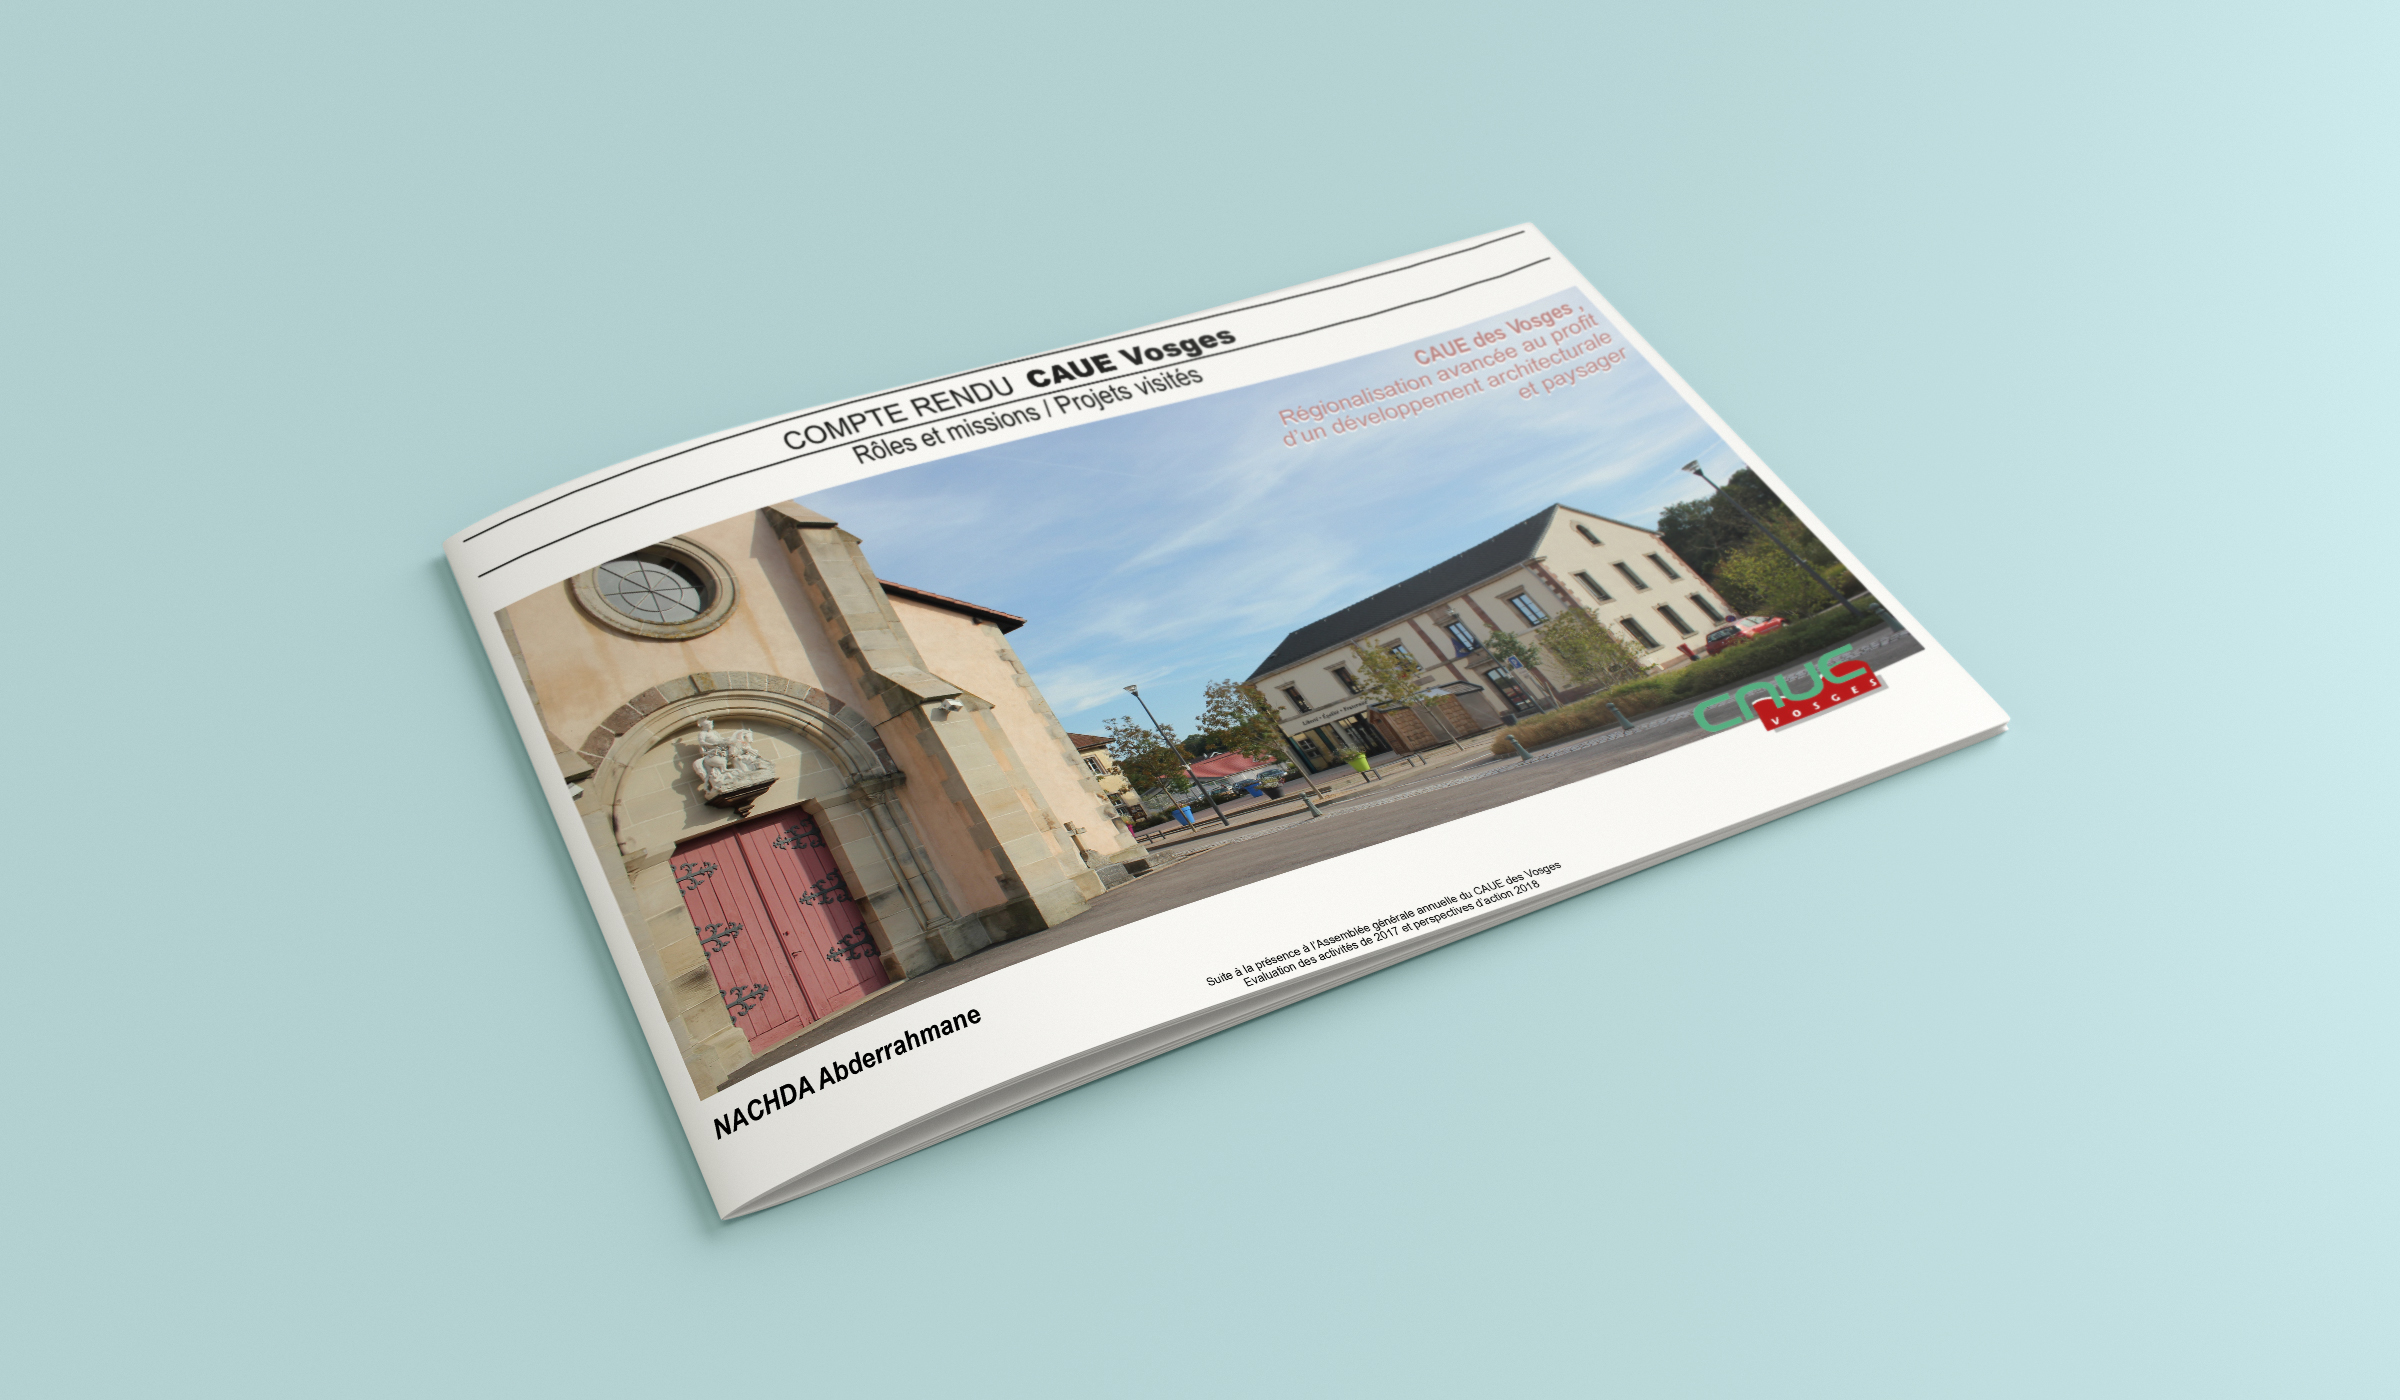 COMPTE RENDU CAUE Vosges
Rôles et missions / Projets visités
CAUE des Vosges ,
Régionalisation avancée au profit
d'un développement architecturale
et paysager
CAUE
VOSGES
Suite à la présence à l'Assemblée générale annuelle du CAUE des Vosges
Evaluation des activités de 2017 et perspectives d'action 2018
NACHDA Abderrahmane